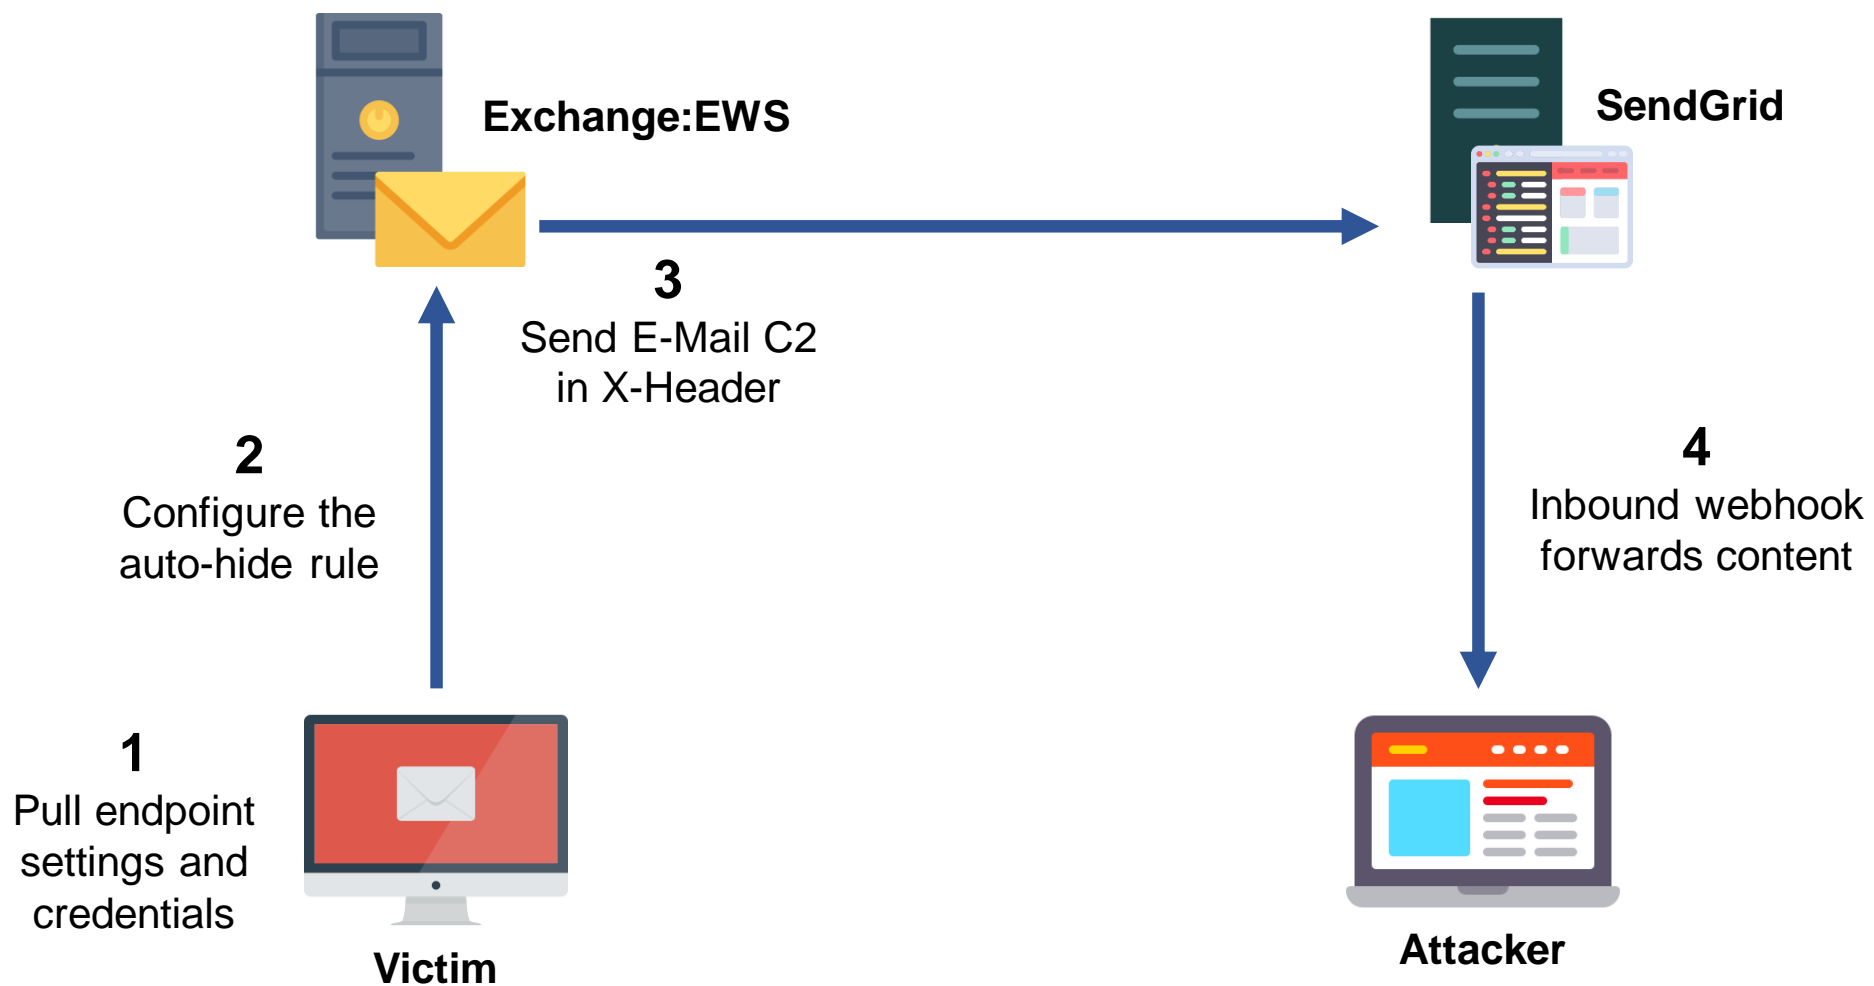 Exchange:EWS
SendGrid
3
Send E-Mail C2
in X-Header
2
Configure the
auto-hide rule
4
Inbound webhook
forwards content
1
Pull endpoint
settings and
credentials
Victim
Attacker